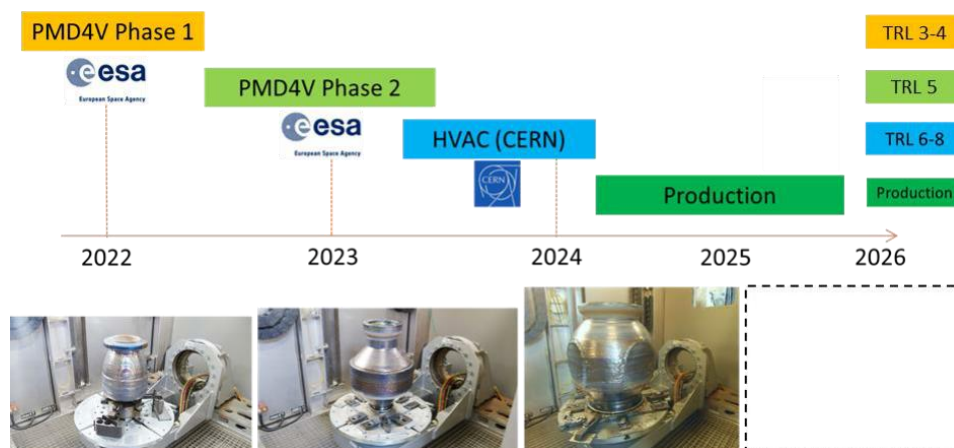 PMD4V Phase 1
TRL 3-4
esa
European Space Agency
PMD4V Phase 2
TRL 5
esa
European Space Agency
HVAC (CERN)
TRL 6-8
CERN
Production
Production
2022
2023
2024
2025
2026